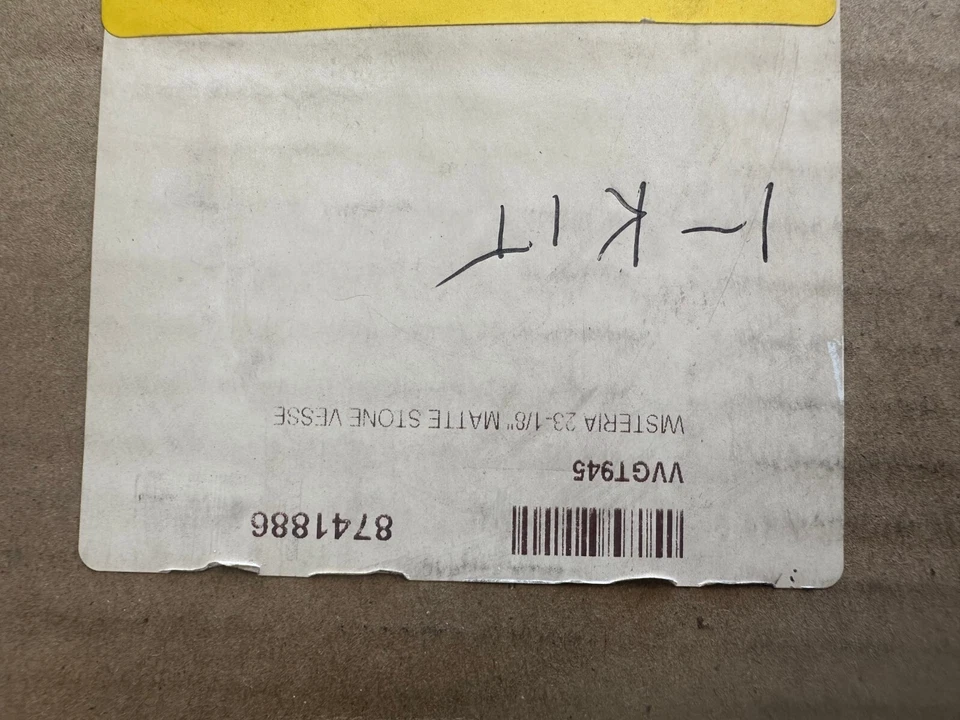 8741886
VVGT945
WISTERIA 23-1/8" MATTE STONE VESSE
1-KIT